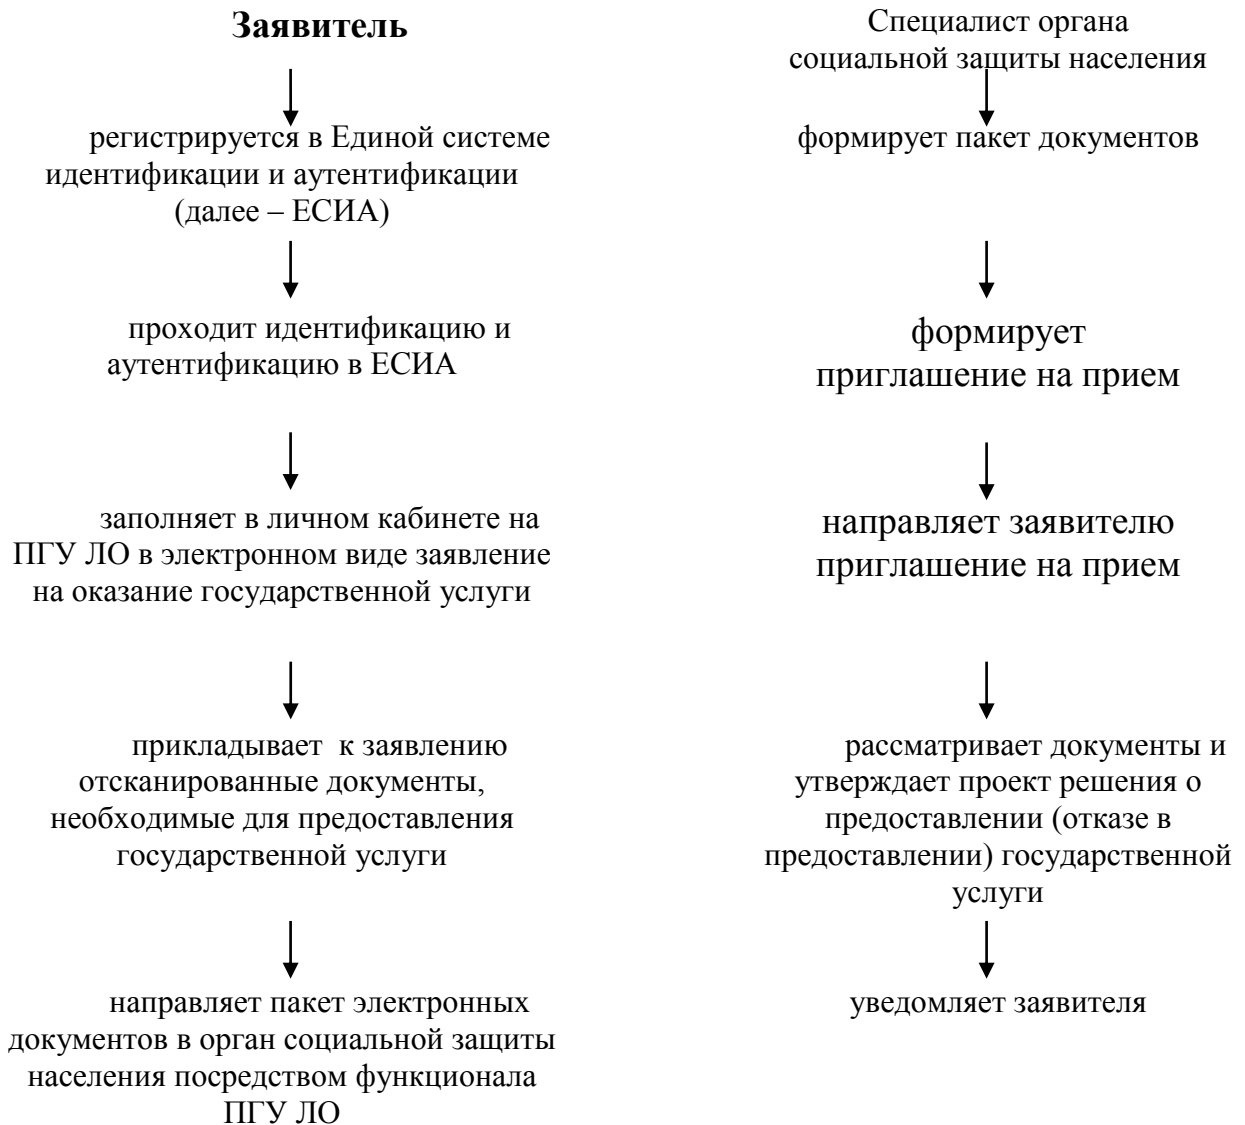 Заявитель
регистрируется в Единой системе
идентификации и аутентификации
(далее – ЕСИА)
проходит идентификацию и
аутентификацию в ЕСИА
заполняет в личном кабинете на
ПГУ ЛО в электронном виде заявление
на оказание государственной услуги
прикладывает к заявлению
отсканированные документы,
необходимые для предоставления
государственной услуги
направляет пакет электронных
документов в орган социальной защиты
населения посредством функционала
ПГУ ЛО
Специалист органа
социальной защиты населения
формирует пакет документов
формирует
приглашение на прием
направляет заявителю
приглашение на прием
рассматривает документы и
утверждает проект решения о
предоставлении (отказе в
предоставлении) государственной
услуги
уведомляет заявителя